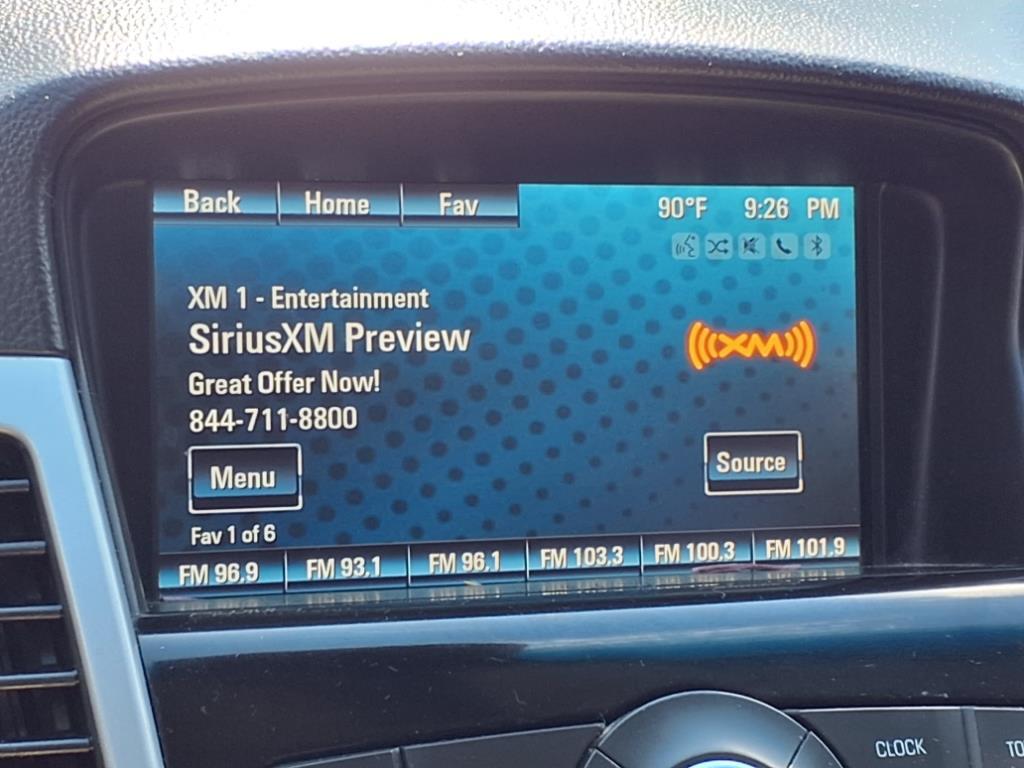 Back Home Fav
90°F 9:26 PM
XM 1 - Entertainment
SiriusXM Preview
XM
Great Offer Now!
844-711-8800
Menu
Source
Fav 1 of 6
FM 96.9 FM 93.1 FM 96.1 FM 103.3 FM 100.3 FM 101.9
CLOCK